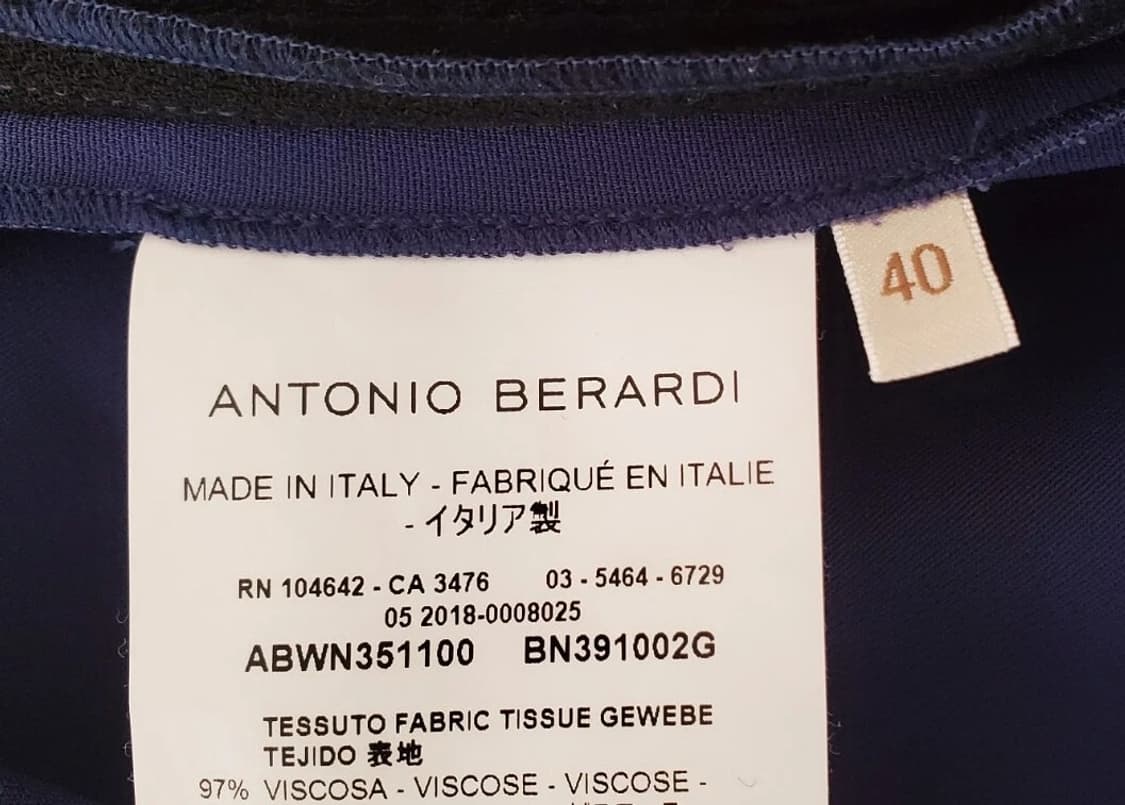 40
ANTONIO BERARDI
MADE IN ITALY - FABRIQUÉ EN ITALIE
- イタリア製
RN 104642 - CA 3476 03 - 5464 - 6729
05 2018-0008025
ABWN351100 BN391002G
TESSUTO FABRIC TISSUE GEWEBE
TEJIDO 表地
97% VISCOSA - VISCOSE - VISCOSE -